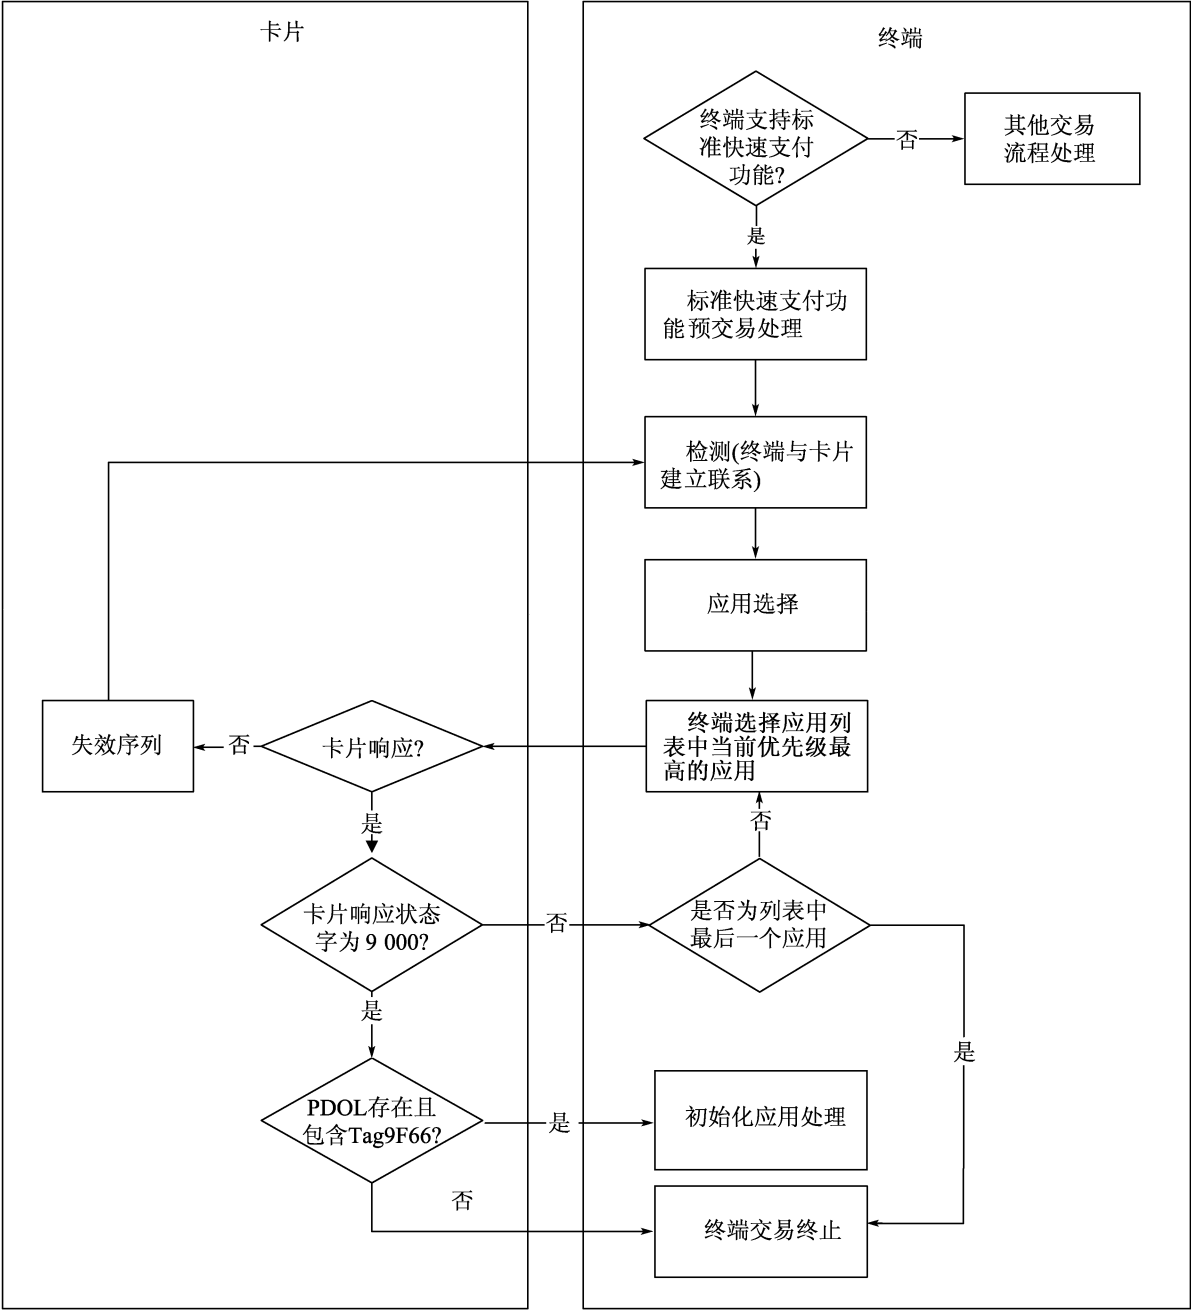 卡片
终端
终端支持标
准快速支付
功能?
否
其他交易
流程处理
是
标准快速支付功
能预交易处理
检测(终端与卡片
建立联系)
应用选择
终端选择应用列
表中当前优先级最
高的应用
卡片响应?
否
失效序列
是
否
卡片响应状态
字为 9 000?
否
是否为列表中
最后一个应用
是
是
PDOL存在且
包含Tag9F66?
是
初始化应用处理
否
终端交易终止